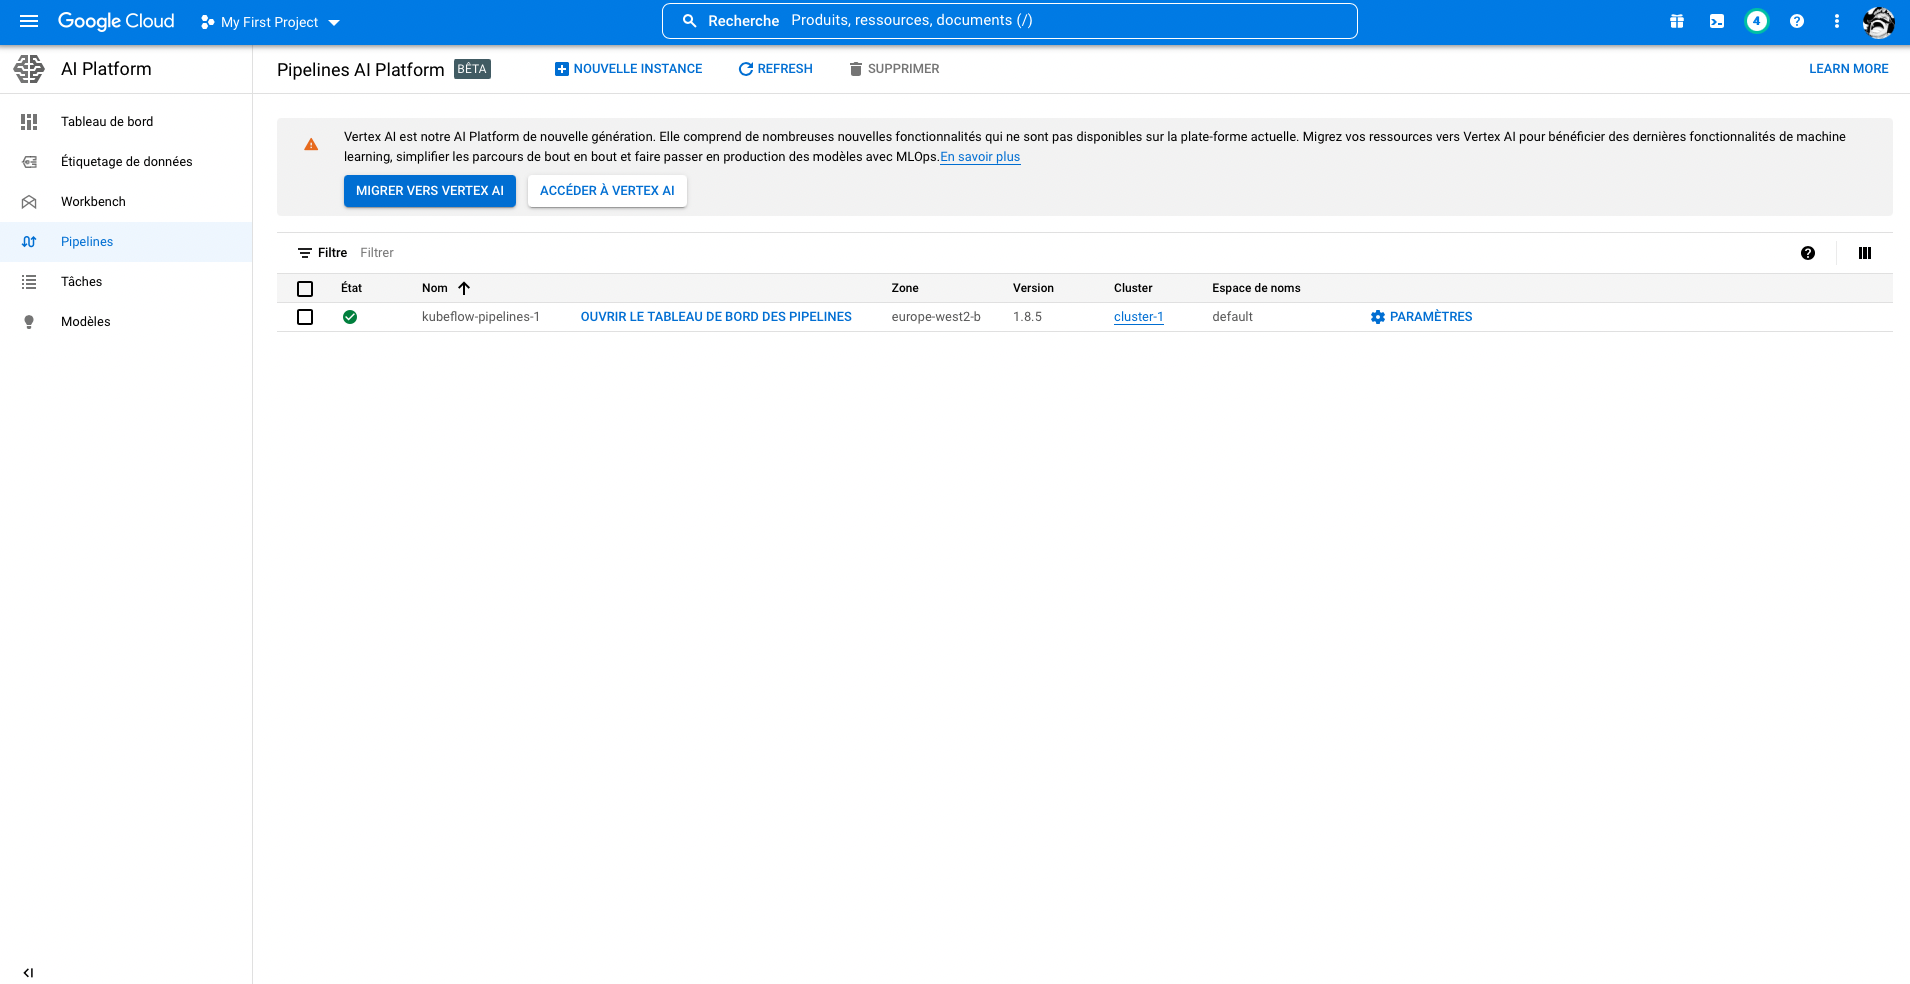 Google Cloud My First Project Recherche Produits, ressources, documents (/) 4
AI Platform
Pipelines AI Platform BÊTA NOUVELLE INSTANCE REFRESH SUPPRIMER LEARN MORE
Tableau de bord
Étiquetage de données
Workbench
Pipelines
Tâches
Modèles
Vertex AI est notre AI Platform de nouvelle génération. Elle comprend de nombreuses nouvelles fonctionnalités qui ne sont pas disponibles sur la plate-forme actuelle. Migrez vos ressources vers Vertex AI pour bénéficier des dernières fonctionnalités de machine
learning, simplifier les parcours de bout en bout et faire passer en production des modèles avec MLOps.En savoir plus
MIGRER VERS VERTEX AI ACCÉDER À VERTEX AI
Filtre Filtrer
État Nom Zone Version Cluster Espace de noms
kubeflow-pipelines-1 OUVRIR LE TABLEAU DE BORD DES PIPELINES europe-west2-b 1.8.5 cluster-1 default PARAMÈTRES